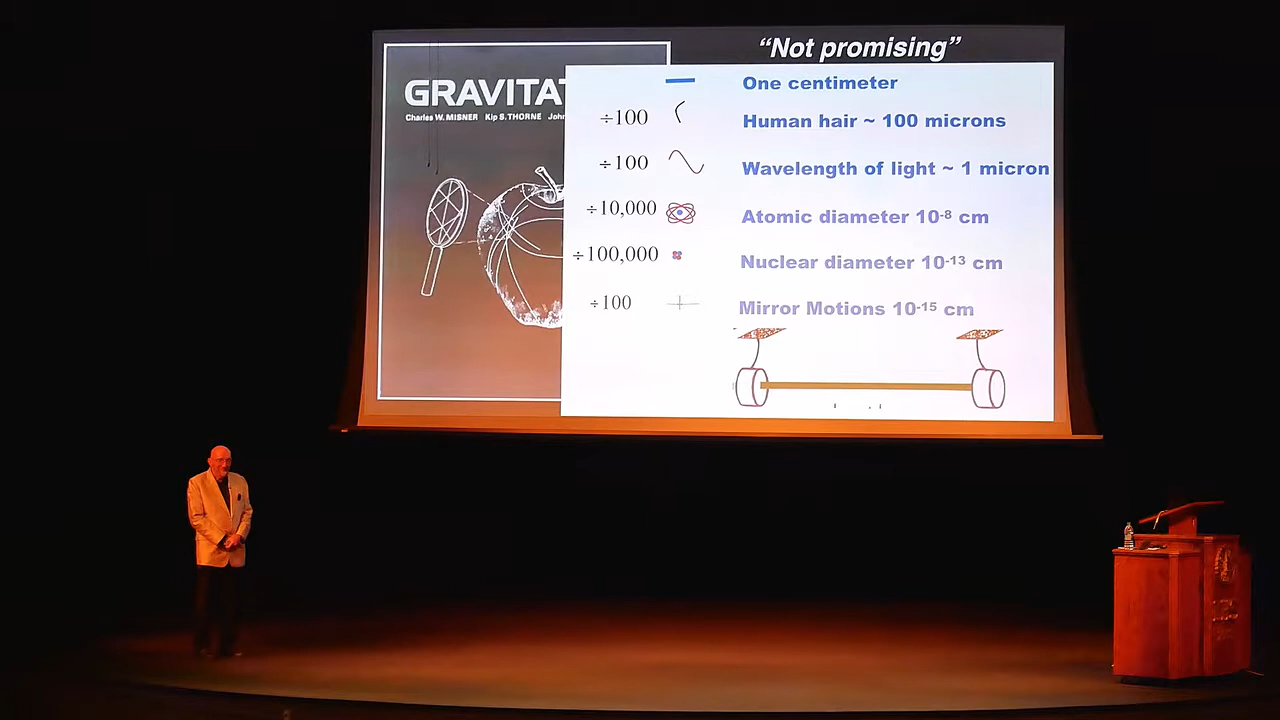 "Not promising"
GRAVITA
Charles W. MISNER Kip S. THORNE Joh
One centimeter
÷100 Human hair ~ 100 microns
÷100 Wavelength of light ~ 1 micron
÷10,000 Atomic diameter 10⁻⁸ cm
÷100,000 Nuclear diameter 10⁻¹³ cm
÷100 Mirror Motions 10⁻¹⁵ cm